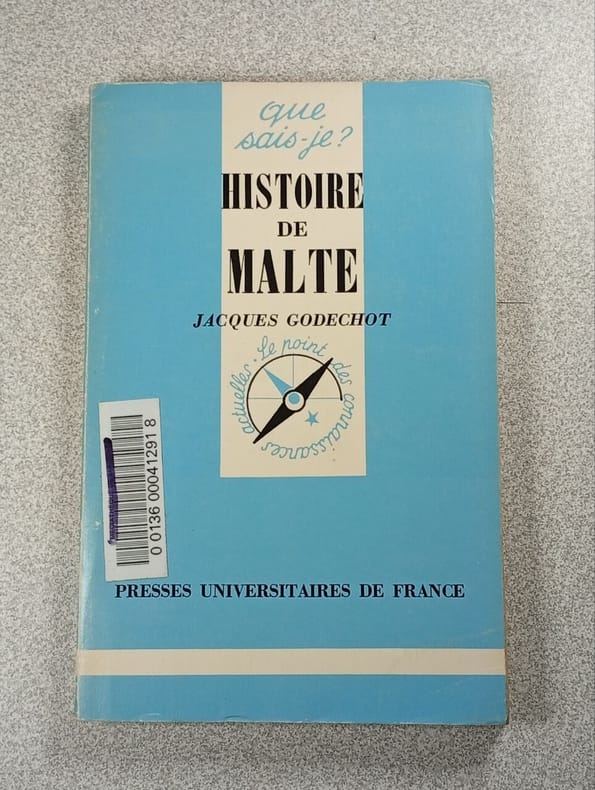 que
sais-je?
HISTOIRE
DE
MALTE
JACQUES GODECHOT
Le point des connaissances actuelles
0 0136 00041291 8
PRESSES UNIVERSITAIRES DE FRANCE